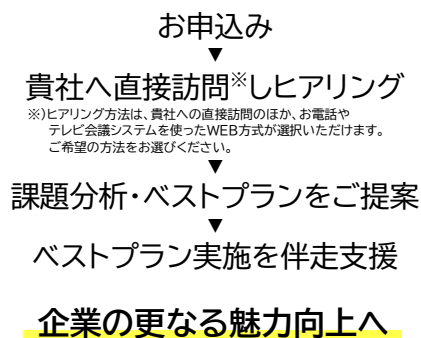 お申込み
▼
貴社へ直接訪問※しヒアリング
※)ヒアリング方法は、貴社への直接訪問のほか、お電話や
テレビ会議システムを使ったWEB方式が選択いただけます。
ご希望の方法をお選びください。
▼
課題分析・ベストプランをご提案
▼
ベストプラン実施を伴走支援
企業の更なる魅力向上へ